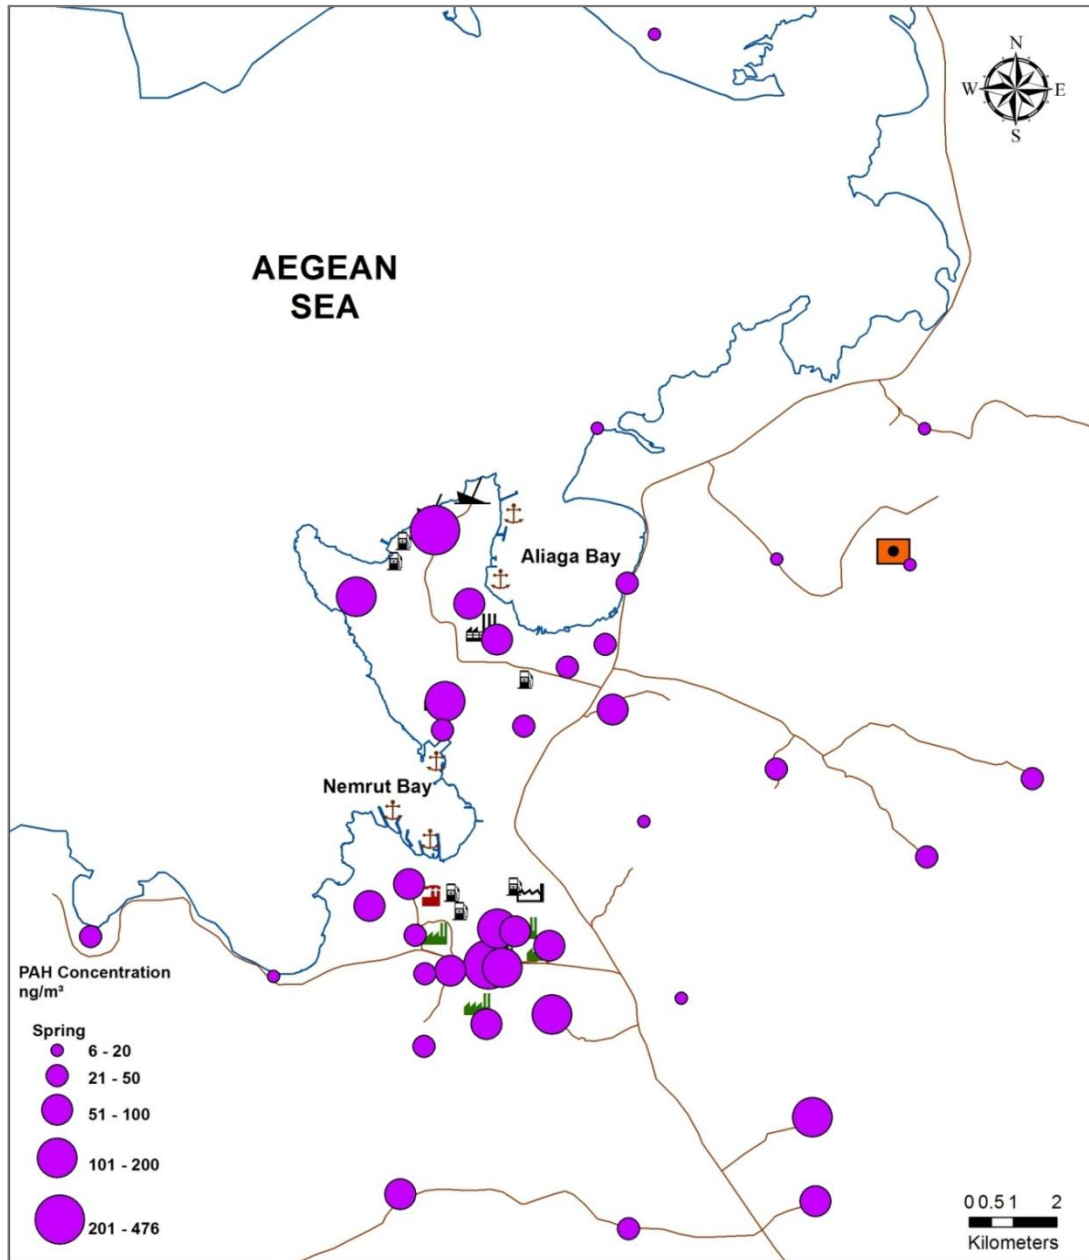 N
W E
S
AEGEAN
SEA
Aliaga Bay
Nemrut Bay
PAH Concentration
ng/m³
Spring
6 - 20
21 - 50
51 - 100
101 - 200
201 - 476
0 0.5 1 2
Kilometers